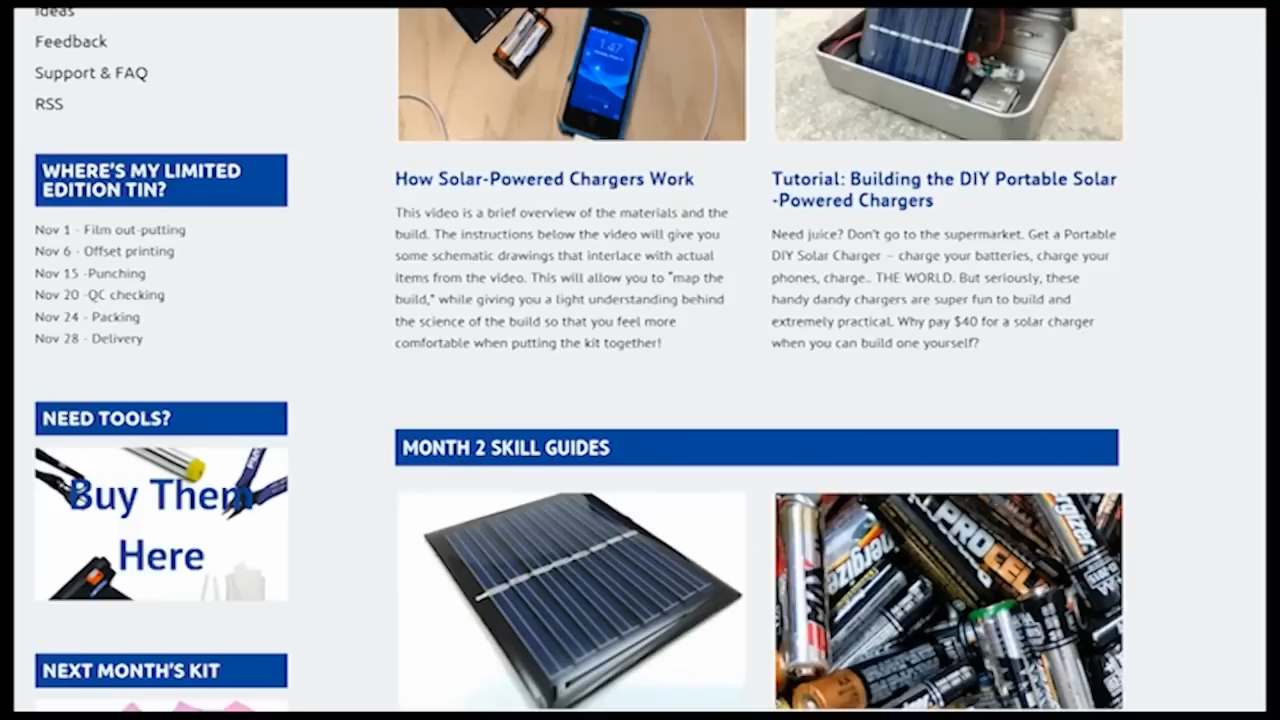 Ideas
Feedback
Support & FAQ
RSS
WHERE'S MY LIMITED
EDITION TIN?
Nov 1 - Film out-putting
Nov 6 - Offset printing
Nov 15 -Punching
Nov 20 -QC checking
Nov 24 - Packing
Nov 28 - Delivery
NEED TOOLS?
Buy Them
Here
NEXT MONTH'S KIT
1:47
How Solar-Powered Chargers Work
This video is a brief overview of the materials and the
build. The instructions below the video will give you
some schematic drawings that interlace with actual
items from the video. This will allow you to "map the
build," while giving you a light understanding behind
the science of the build so that you feel more
comfortable when putting the kit together!
Tutorial: Building the DIY Portable Solar
-Powered Chargers
Need juice? Don't go to the supermarket. Get a Portable
DIY Solar Charger – charge your batteries, charge your
phones, charge.. THE WORLD. But seriously, these
handy dandy chargers are super fun to build and
extremely practical. Why pay $40 for a solar charger
when you can build one yourself?
MONTH 2 SKILL GUIDES
PROCELL
Energizer